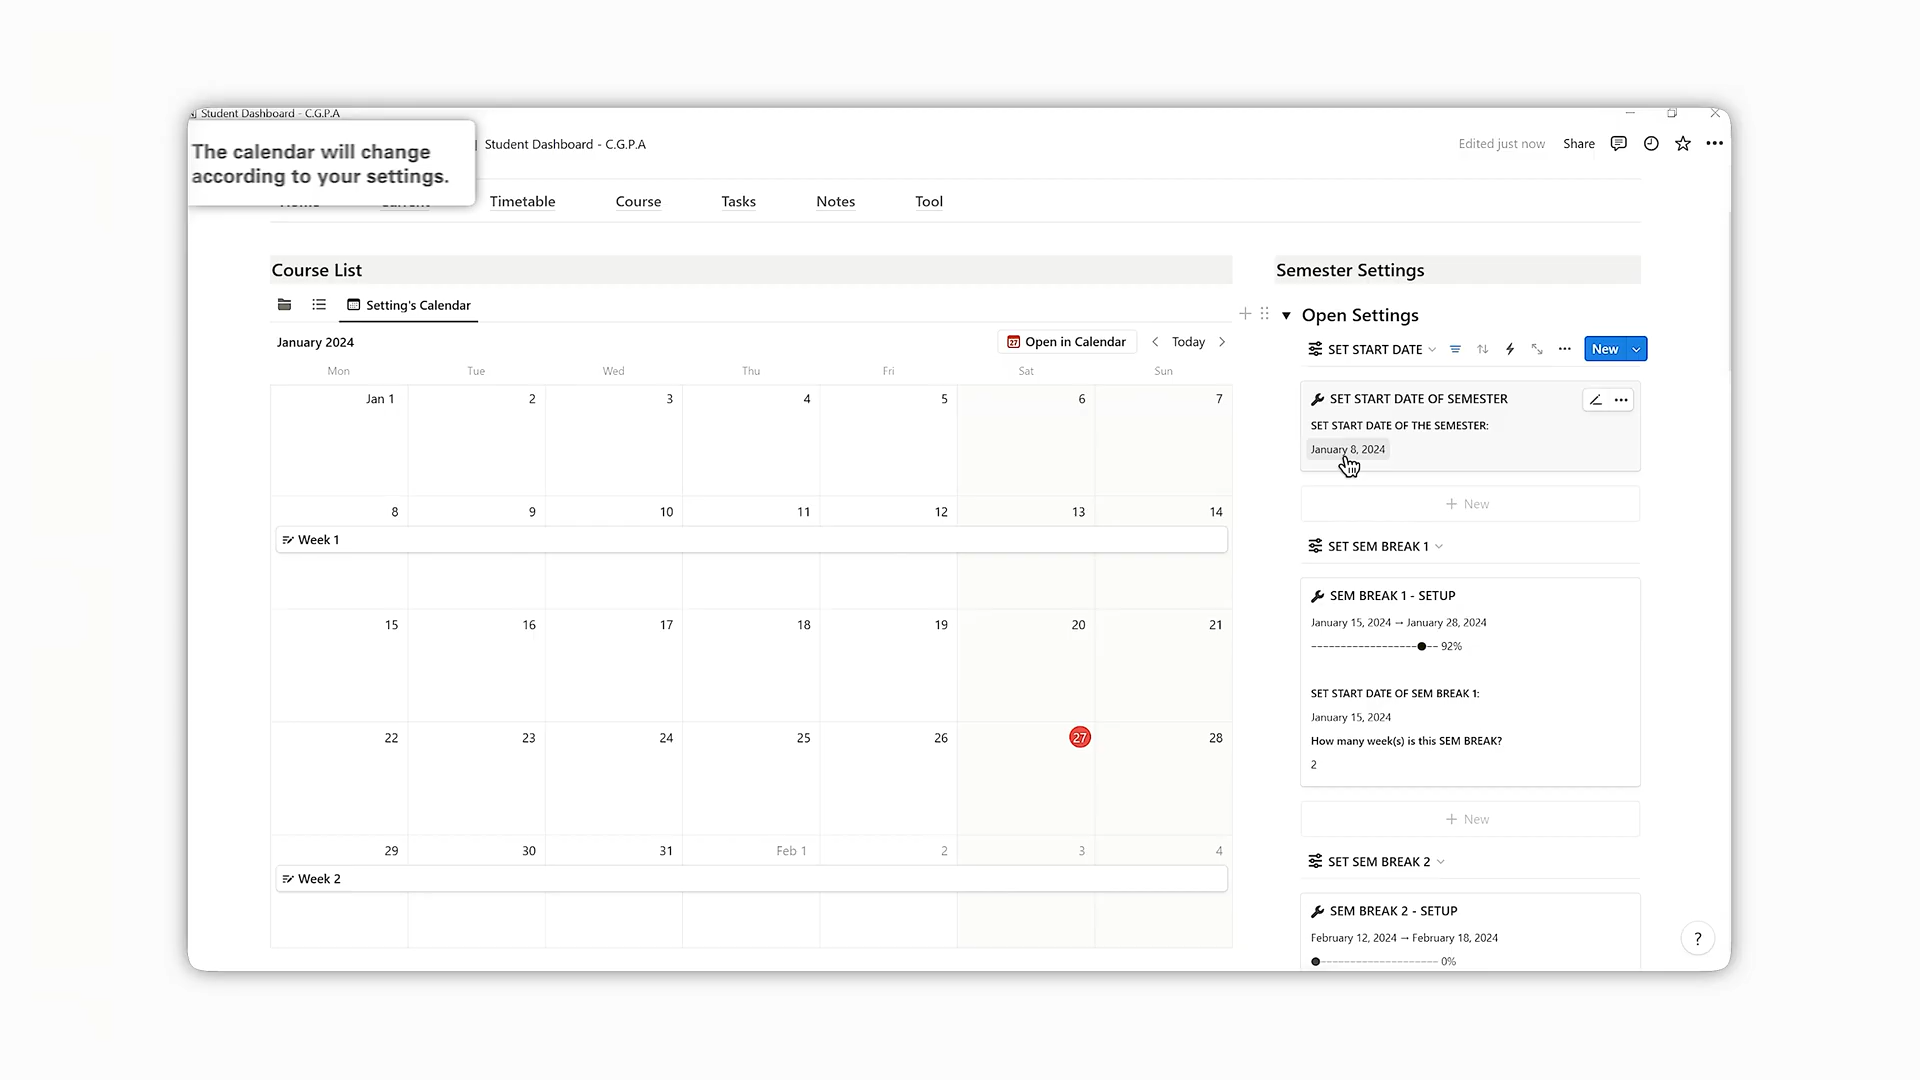 Student Dashboard - C.G.P.A
The calendar will change
according to your settings.
Student Dashboard - C.G.P.A
Edited just now
Share
Timetable
Course
Tasks
Notes
Tool
Course List
Setting's Calendar
January 2024
27
Open in Calendar
Today
Mon Tue Wed Thu Fri Sat Sun
Jan 1 2 3 4 5 6 7
8 9 10 11 12 13 14
Week 1
15 16 17 18 19 20 21
22 23 24 25 26 27 28
29 30 31 Feb 1 2 3 4
Week 2
Semester Settings
Open Settings
SET START DATE
New
SET START DATE OF SEMESTER
SET START DATE OF THE SEMESTER:
January 8, 2024
+ New
SET SEM BREAK 1
SEM BREAK 1 - SETUP
January 15, 2024 → January 28, 2024
-------------------●-- 92%
SET START DATE OF SEM BREAK 1:
January 15, 2024
How many week(s) is this SEM BREAK?
2
+ New
SET SEM BREAK 2
SEM BREAK 2 - SETUP
February 12, 2024 → February 18, 2024
●-------------------- 0%
?